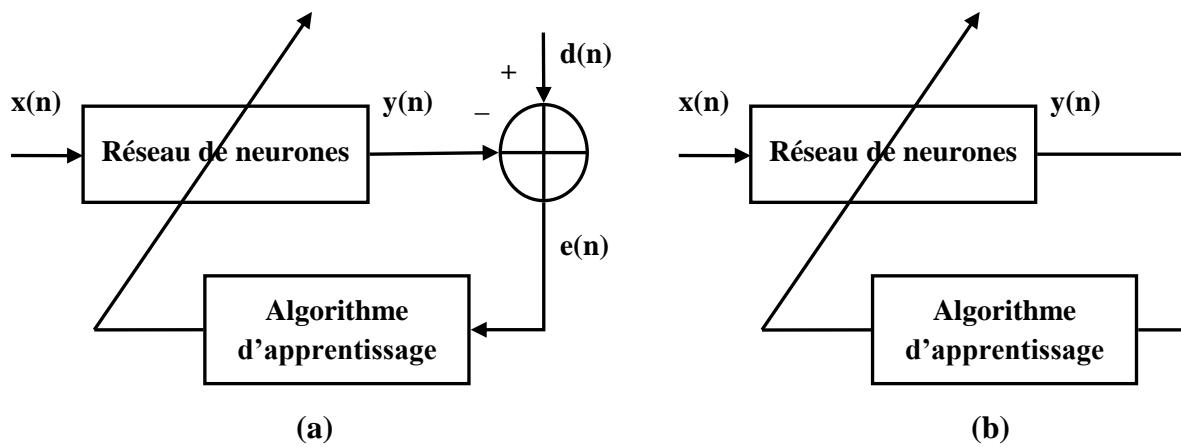 d(n)
+
x(n)
y(n)
−
Réseau de neurones
e(n)
Algorithme
d’apprentissage
(a)
x(n)
y(n)
Réseau de neurones
Algorithme
d’apprentissage
(b)